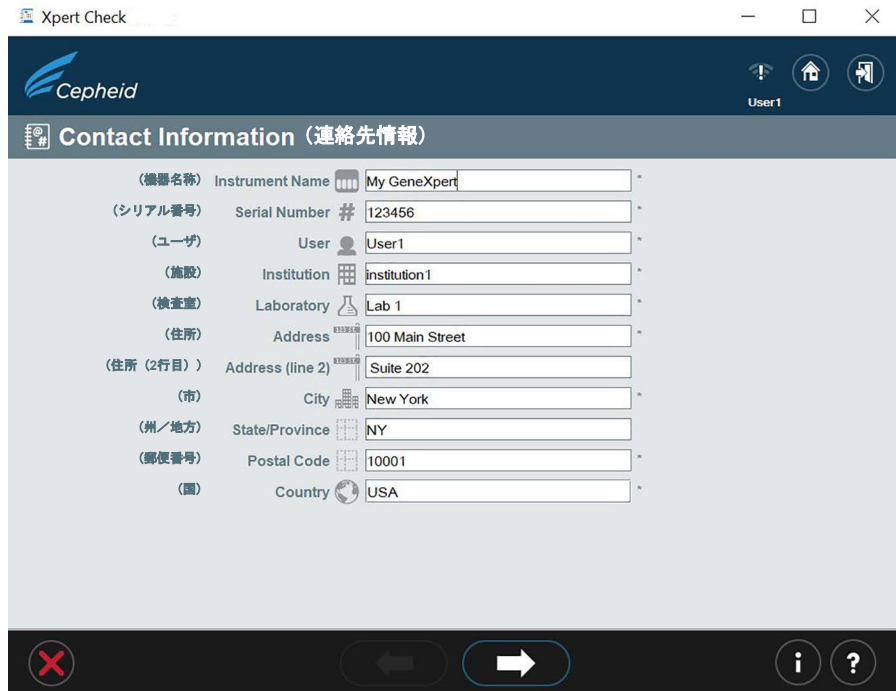 Xpert Check
Cepheid
User1
Contact Information (連絡先情報)
(機器名称) Instrument Name My GeneXpert *
(シリアル番号) Serial Number # 123456 *
(ユーザ) User User1 *
(施設) Institution institution1 *
(検査室) Laboratory Lab 1 *
(住所) Address 100 Main Street *
(住所（2行目）) Address (line 2) Suite 202
(市) City New York *
(州／地方) State/Province NY
(郵便番号) Postal Code 10001 *
(国) Country USA *
i ?